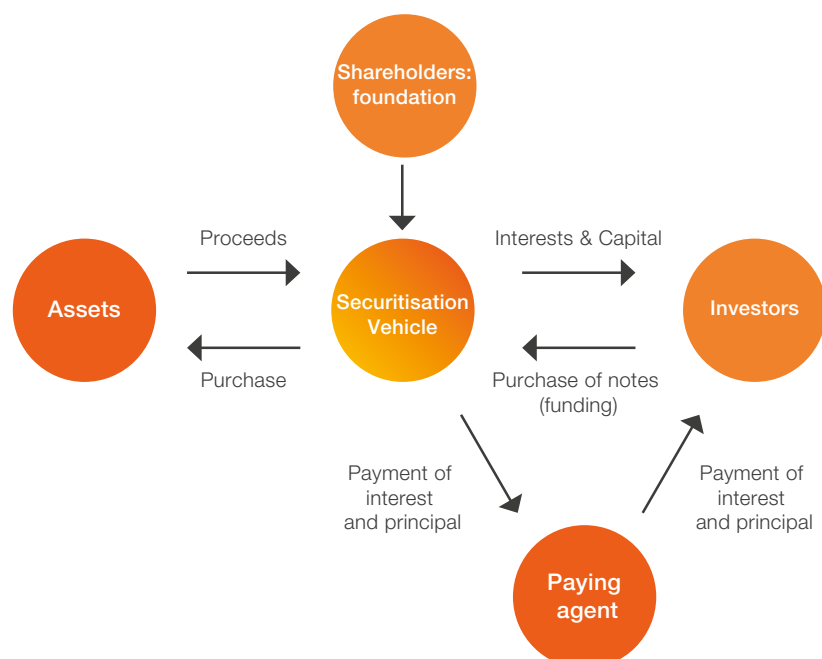 Shareholders:
foundation
Proceeds
Interests & Capital
Assets
Securitisation
Vehicle
Investors
Purchase
Purchase of notes
(funding)
Payment of
interest
and principal
Payment of
interest
and principal
Paying
agent